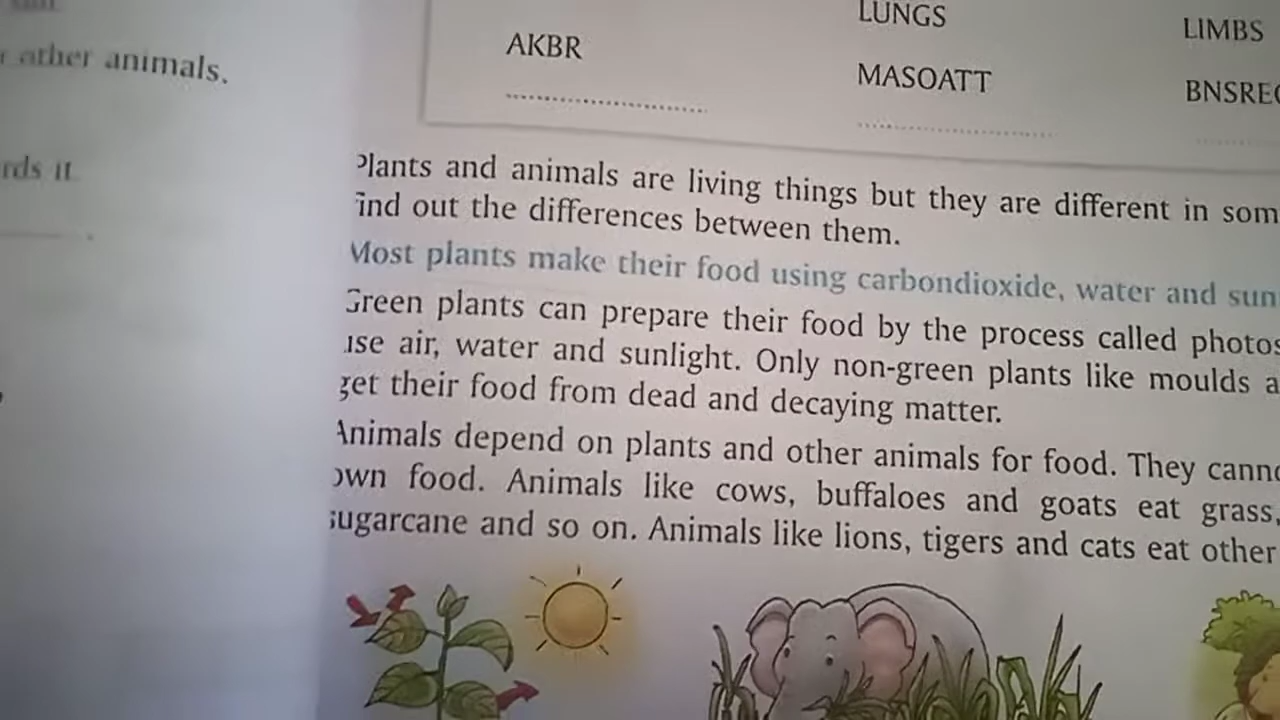 other animals.
rds it
LUNGS
LIMBS
AKBR
MASOATT
Plants and animals are living things but they are different in som
find out the differences between them.
Most plants make their food using carbondioxide, water and sun
Green plants can prepare their food by the process called photos
use air, water and sunlight. Only non-green plants like moulds a
get their food from dead and decaying matter.
Animals depend on plants and other animals for food. They canno
own food. Animals like cows, buffaloes and goats eat grass,
sugarcane and so on. Animals like lions, tigers and cats eat other